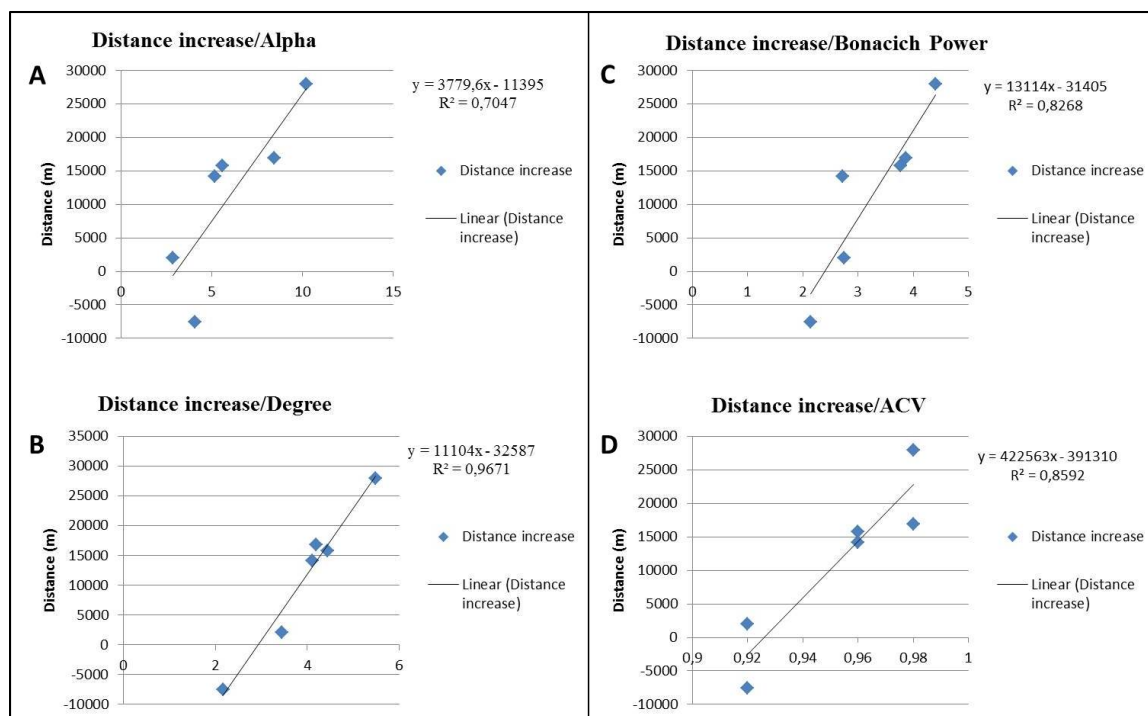 Distance increase/Alpha
A
30000
25000
20000
15000
10000
5000
0
-5000
-10000
0
5
10
15
Distance (m)
y = 3779,6x - 11395
R² = 0,7047
Distance increase
Linear (Distance
increase)
Distance increase/Bonacich Power
C
30000
25000
20000
15000
10000
5000
0
-5000
-10000
0
1
2
3
4
5
Distance (m)
y = 13114x - 31405
R² = 0,8268
Distance increase
Linear (Distance
increase)
Distance increase/Degree
B
35000
30000
25000
20000
15000
10000
5000
0
-5000
-10000
0
2
4
6
Distance (m)
y = 11104x - 32587
R² = 0,9671
Distance increase
Linear (Distance
increase)
Distance increase/ACV
D
30000
25000
20000
15000
10000
5000
0
-5000
-10000
0,9
0,92
0,94
0,96
0,98
1
Distance (m)
y = 422563x - 391310
R² = 0,8592
Distance increase
Linear (Distance
increase)